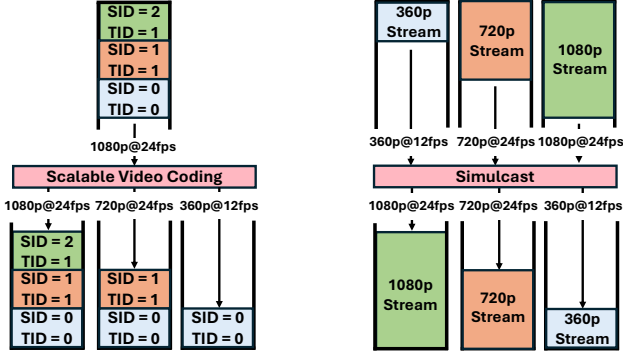 SID = 2
TID = 1
SID = 1
TID = 1
SID = 0
TID = 0
1080p@24fps
Scalable Video Coding
1080p@24fps 720p@24fps 360p@12fps
SID = 2
TID = 1
SID = 1
TID = 1
SID = 0
TID = 0
SID = 1
TID = 1
SID = 0
TID = 0
SID = 0
TID = 0
360p
Stream
720p
Stream
1080p
Stream
360p@12fps 720p@24fps 1080p@24fps
Simulcast
1080p@24fps 720p@24fps 360p@12fps
1080p
Stream
720p
Stream
360p
Stream